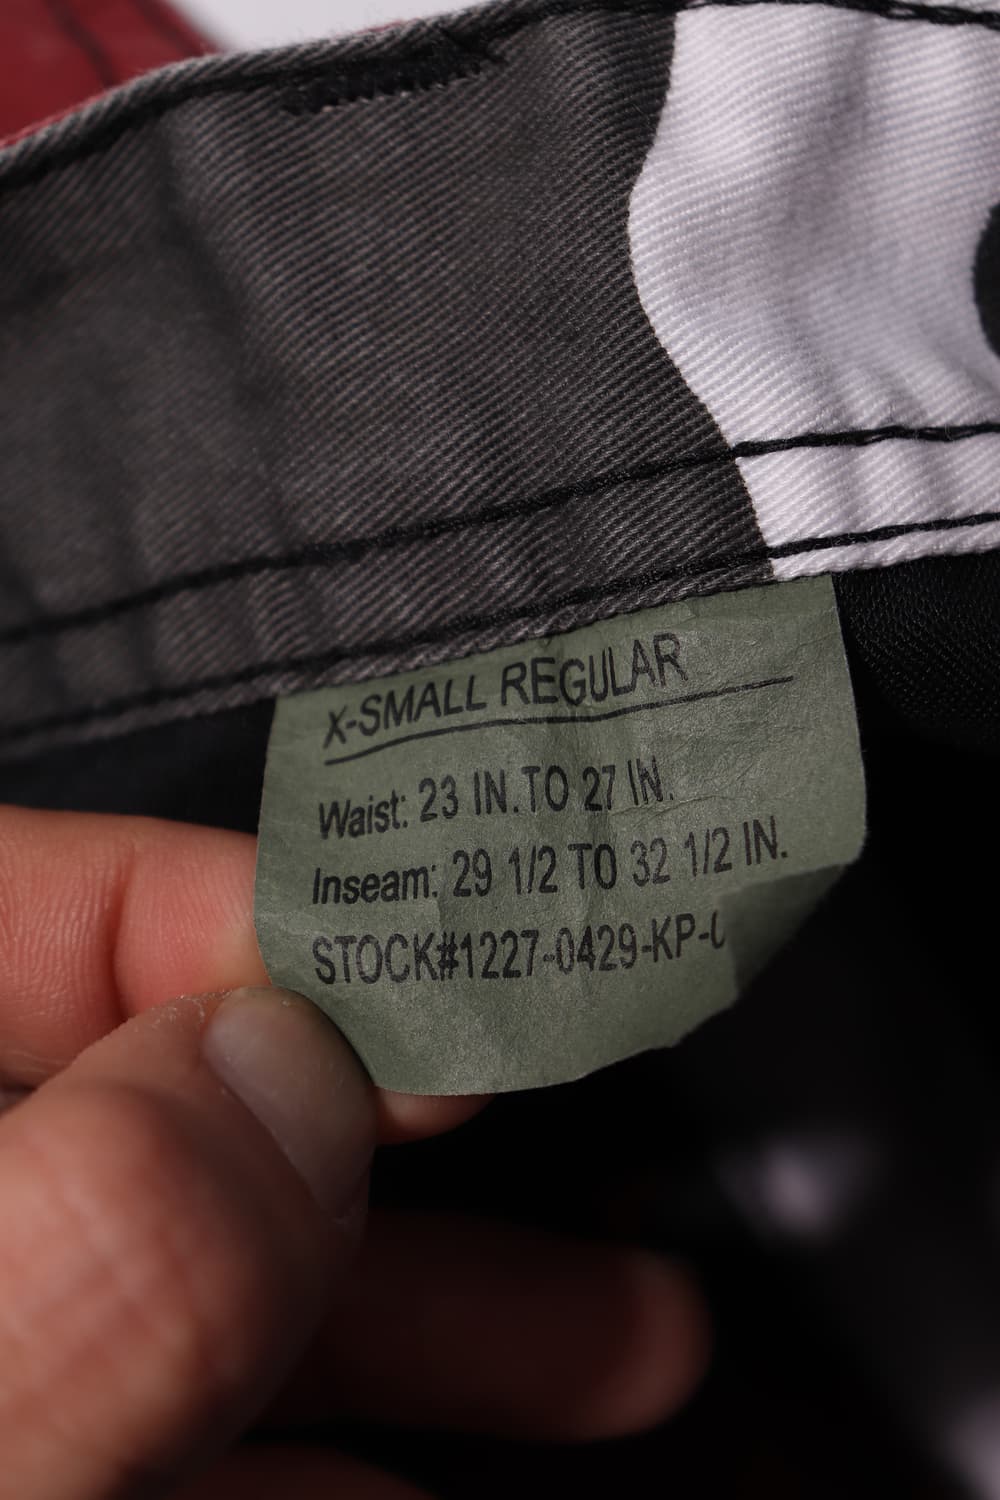 X-SMALL REGULAR
Waist: 23 IN.TO 27 IN.
Inseam: 29 1/2 TO 32 1/2 IN.
STOCK#1227-0429-KP-